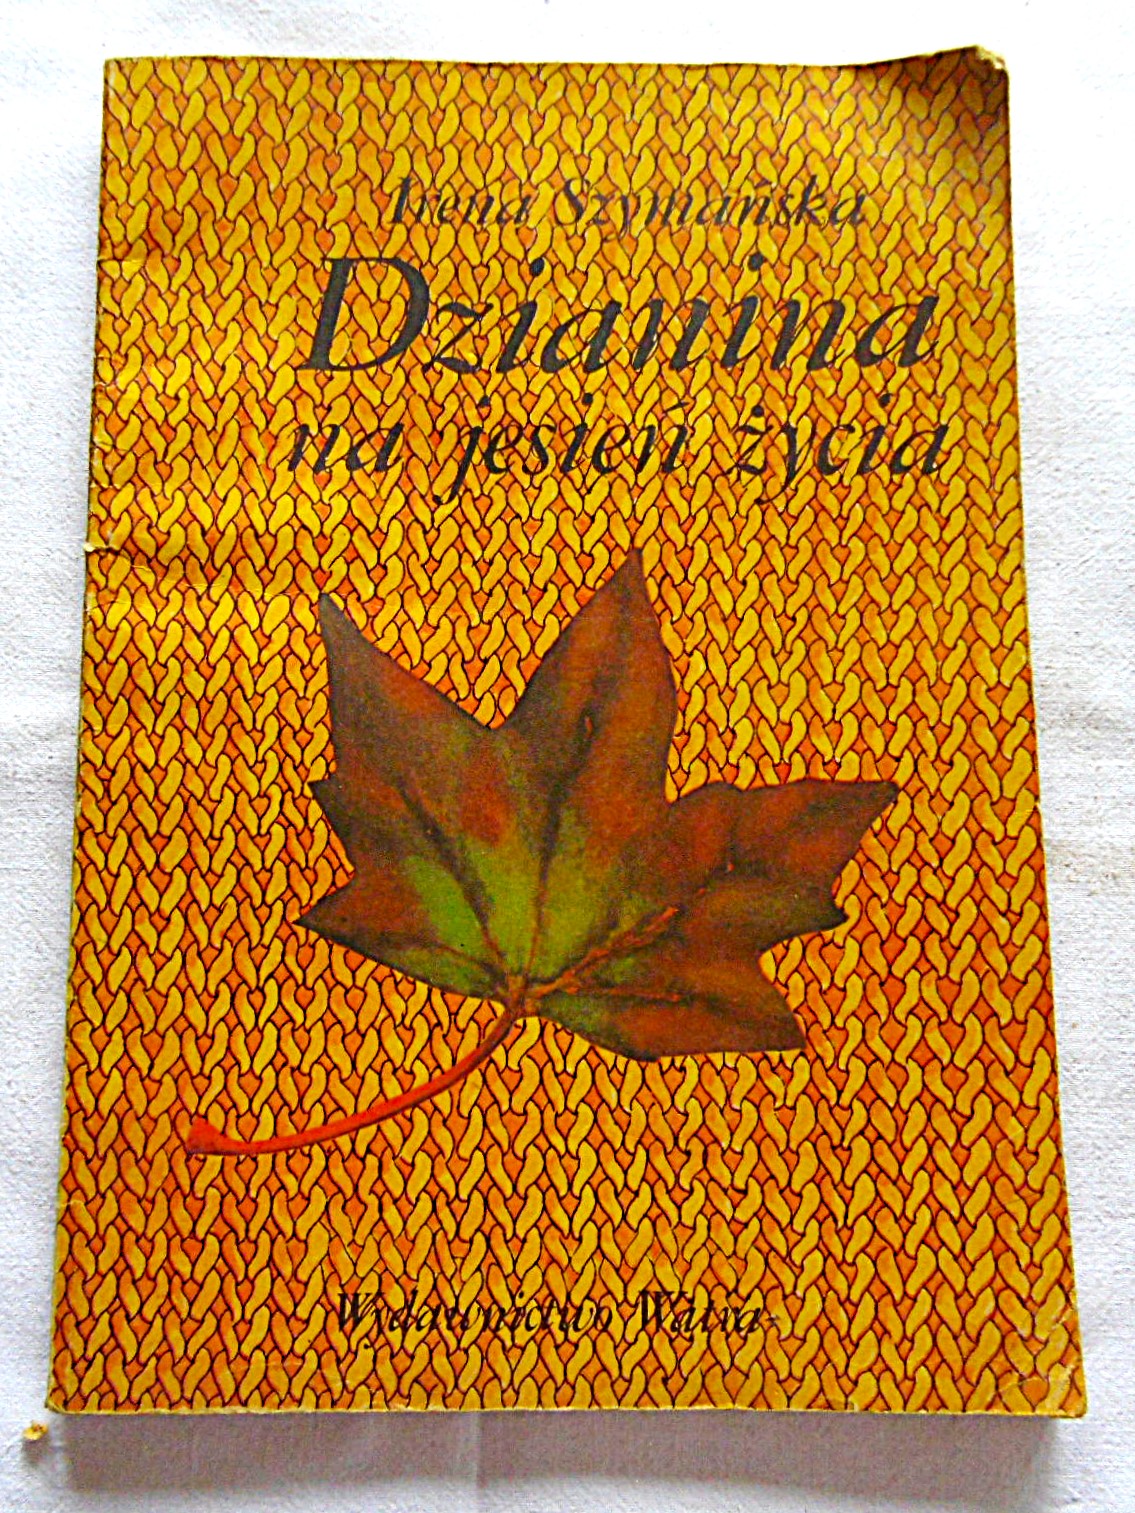 Irena Szymańska
Dzianina
na jesień życia
Wydawnictwo Watra